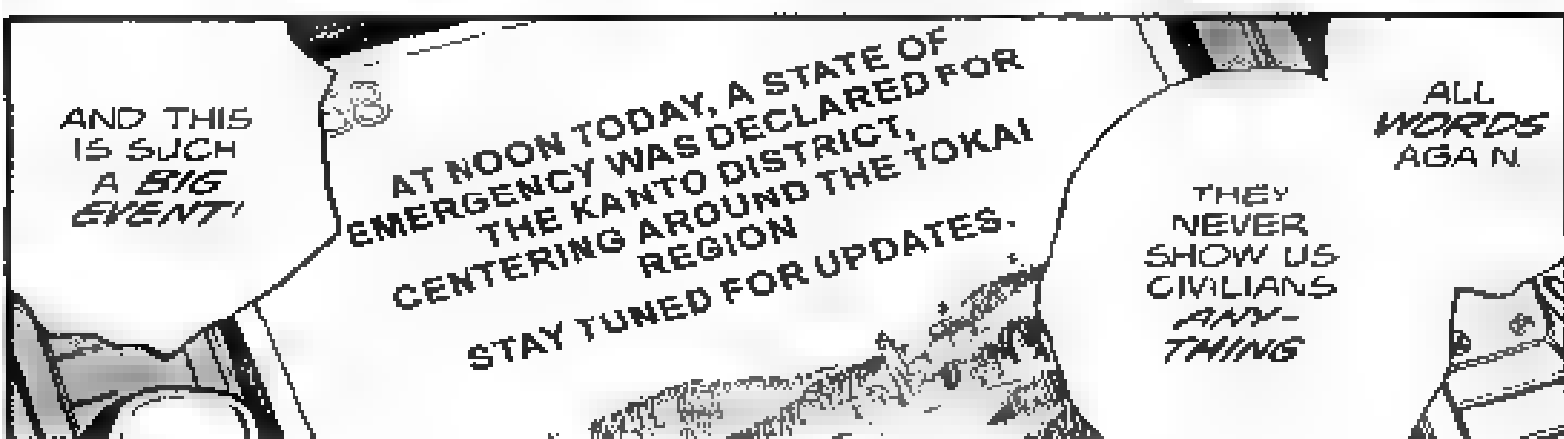 ALL
WORDS
AGAIN.
THEY
NEVER
SHOW US
CIVILIANS
ANY-
THING
AT NOON TODAY, A STATE OF
EMERGENCY WAS DECLARED FOR
THE KANTO DISTRICT,
CENTERING AROUND THE TOKAI
REGION
STAY TUNED FOR UPDATES.
AND THIS
IS SUCH
A BIG
EVENT!